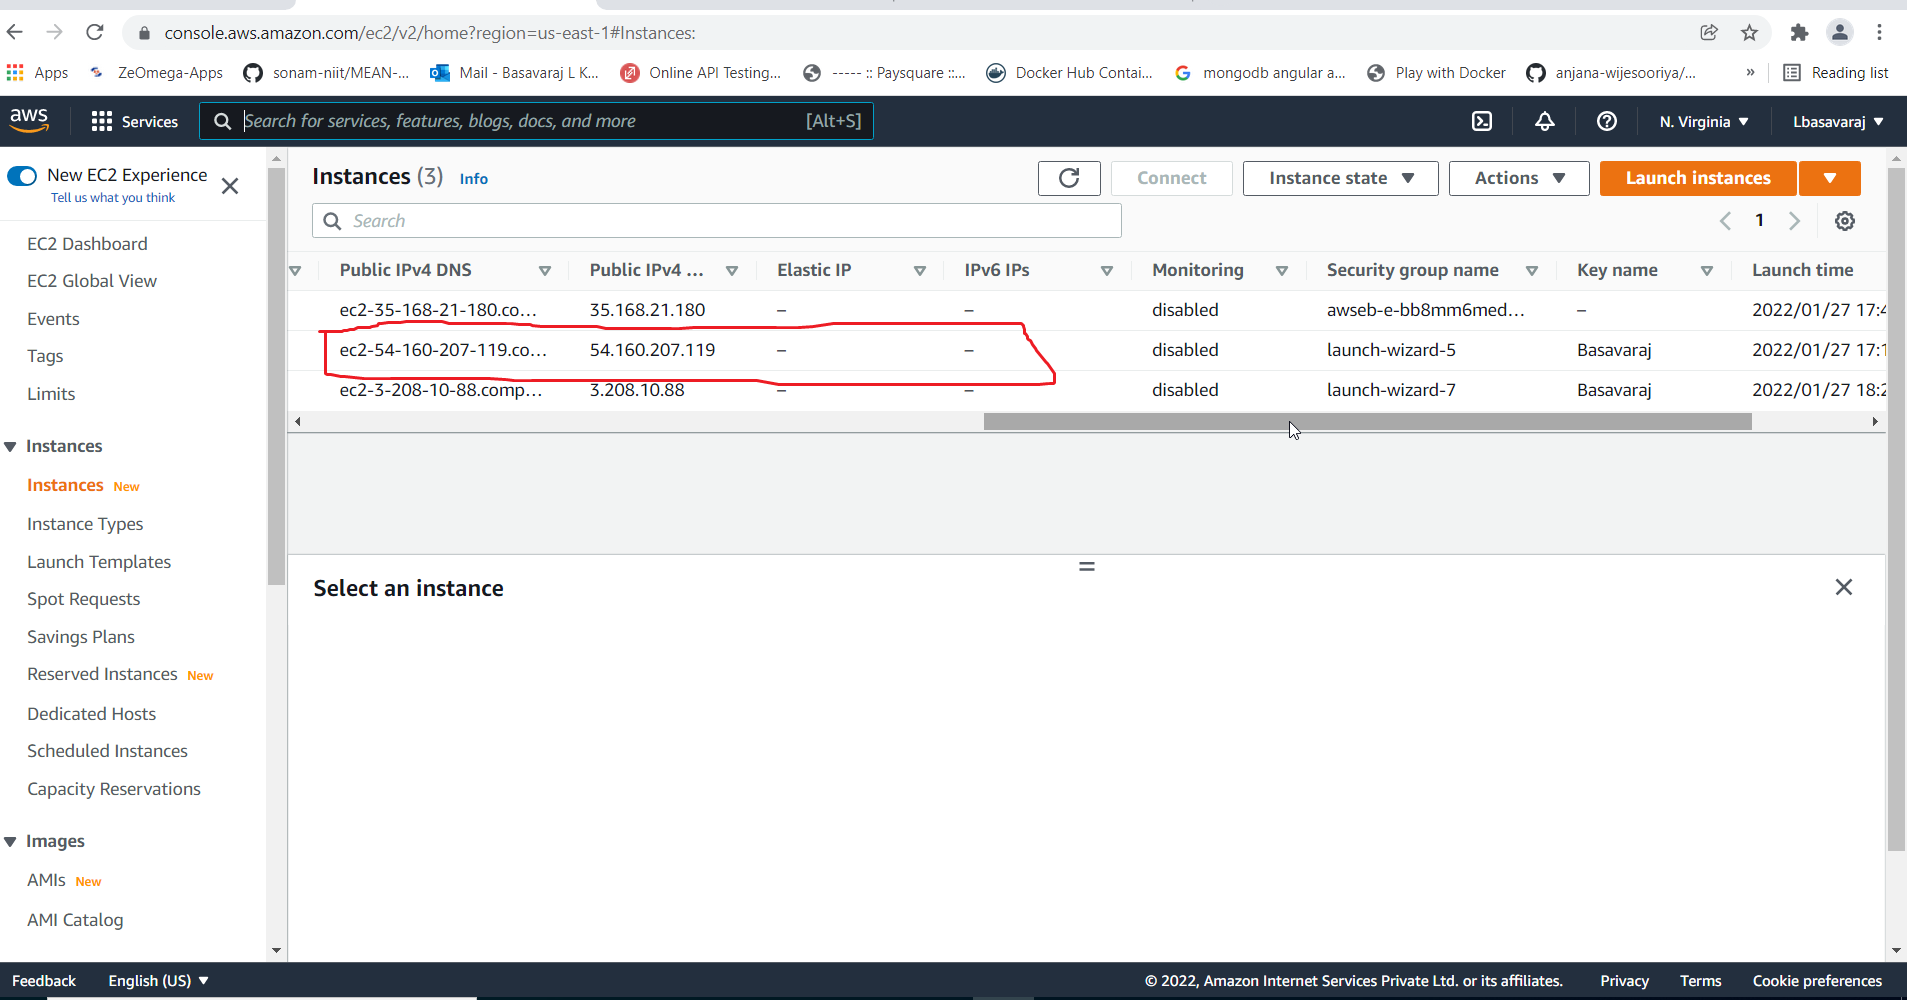 console.aws.amazon.com/ec2/v2/home?region=us-east-1#Instances:
Apps ZeOmega-Apps sonam-niit/MEAN-... Mail - Basavaraj L K... Online API Testing... ----- :: Paysquare ::... Docker Hub Contai... mongodb angular a... Play with Docker anjana-wijesooriya/... » Reading list
aws Services Search for services, features, blogs, docs, and more [Alt+S] N. Virginia Lbasavaraj
New EC2 Experience
Tell us what you think
EC2 Dashboard
EC2 Global View
Events
Tags
Limits
Instances
Instances New
Instance Types
Launch Templates
Spot Requests
Savings Plans
Reserved Instances New
Dedicated Hosts
Scheduled Instances
Capacity Reservations
Images
AMIs New
AMI Catalog
Instances (3) Info Connect Instance state Actions Launch instances
Search 1
Public IPv4 DNS Public IPv4 ... Elastic IP IPv6 IPs Monitoring Security group name Key name Launch time
ec2-35-168-21-180.co... 35.168.21.180 – – disabled awseb-e-bb8mm6med... – 2022/01/27 17:4
ec2-54-160-207-119.co... 54.160.207.119 – – disabled launch-wizard-5 Basavaraj 2022/01/27 17:1
ec2-3-208-10-88.comp... 3.208.10.88 – – disabled launch-wizard-7 Basavaraj 2022/01/27 18:2
Select an instance
Feedback English (US) © 2022, Amazon Internet Services Private Ltd. or its affiliates. Privacy Terms Cookie preferences